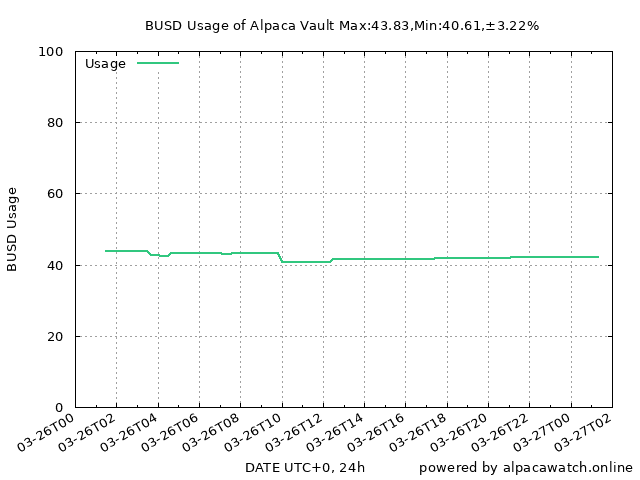 BUSD Usage of Alpaca Vault Max:43.83,Min:40.61,±3.22%
Usage
BUSD Usage
100
80
60
40
20
0
03-26T00
03-26T02
03-26T04
03-26T06
03-26T08
03-26T10
03-26T12
03-26T14
03-26T16
03-26T18
03-26T20
03-26T22
03-27T00
03-27T02
DATE UTC+0, 24h
powered by alpacawatch.online